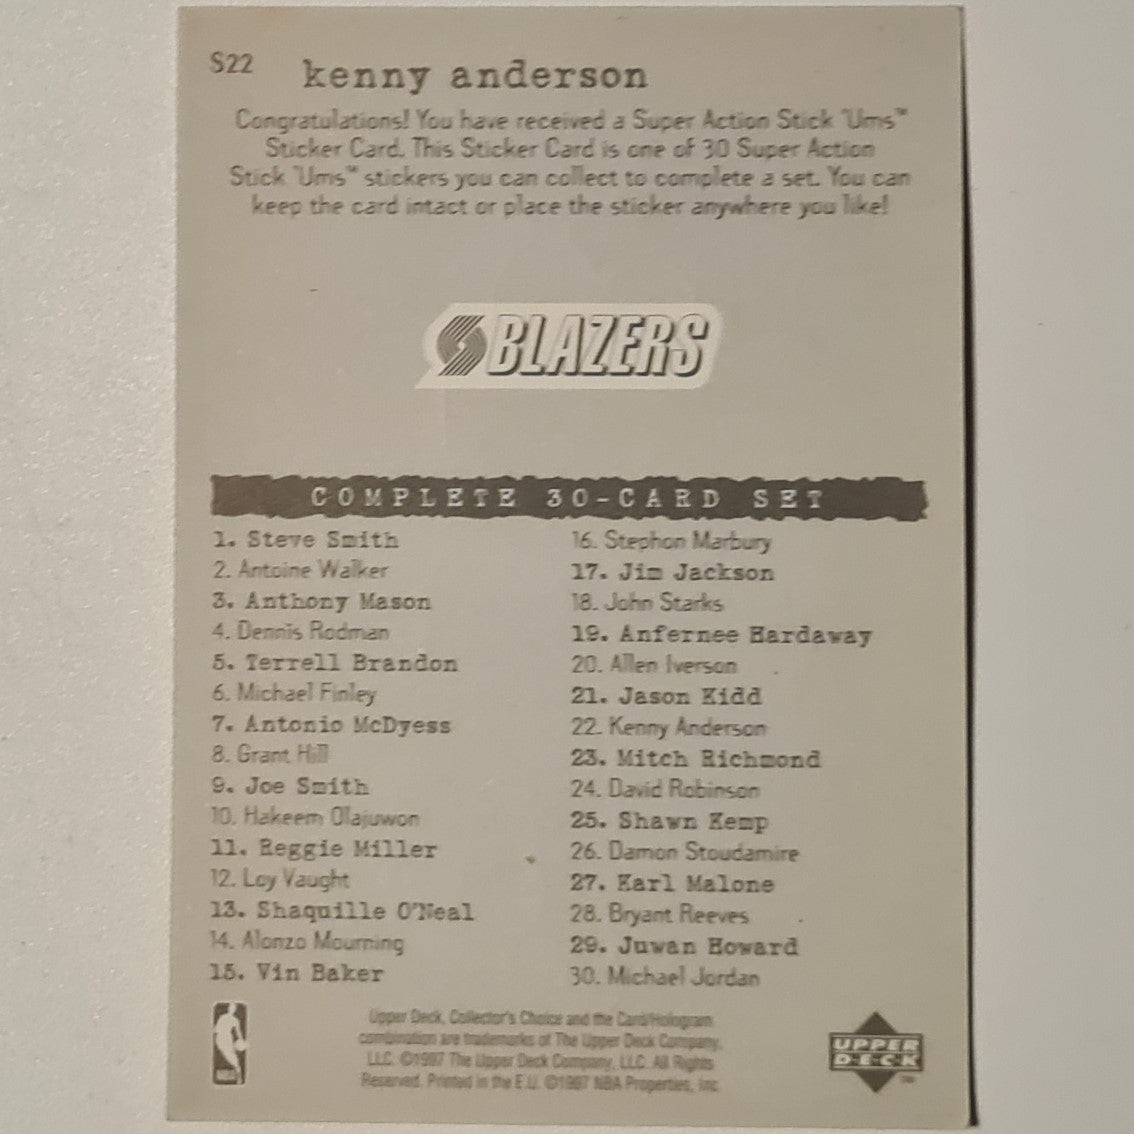 S22 kenny anderson
Congratulations! You have received a Super Action Stick 'Ums™
Sticker Card. This Sticker Card is one of 30 Super Action
Stick 'Ums™ stickers you can collect to complete a set. You can
keep the card intact or place the sticker anywhere you like!
BLAZERS
COMPLETE 30-CARD SET
1. Steve Smith
2. Antoine Walker
3. Anthony Mason
4. Dennis Rodman
5. Terrell Brandon
6. Michael Finley
7. Antonio McDyess
8. Grant Hill
9. Joe Smith
10. Hakeem Olajuwon
11. Reggie Miller
12. Loy Vaught
13. Shaquille O'Neal
14. Alonzo Mourning
15. Vin Baker
16. Stephon Marbury
17. Jim Jackson
18. John Starks
19. Anfernee Hardaway
20. Allen Iverson
21. Jason Kidd
22. Kenny Anderson
23. Mitch Richmond
24. David Robinson
25. Shawn Kemp
26. Damon Stoudamire
27. Karl Malone
28. Bryant Reeves
29. Juwan Howard
30. Michael Jordan
Upper Deck, Collector's Choice and the Card/Hologram
combination are trademarks of The Upper Deck Company,
LLC. ©1997 The Upper Deck Company, LLC. All Rights
Reserved. Printed in the E.U. ©1997 NBA Properties, Inc.
NBA
UPPER
DECK